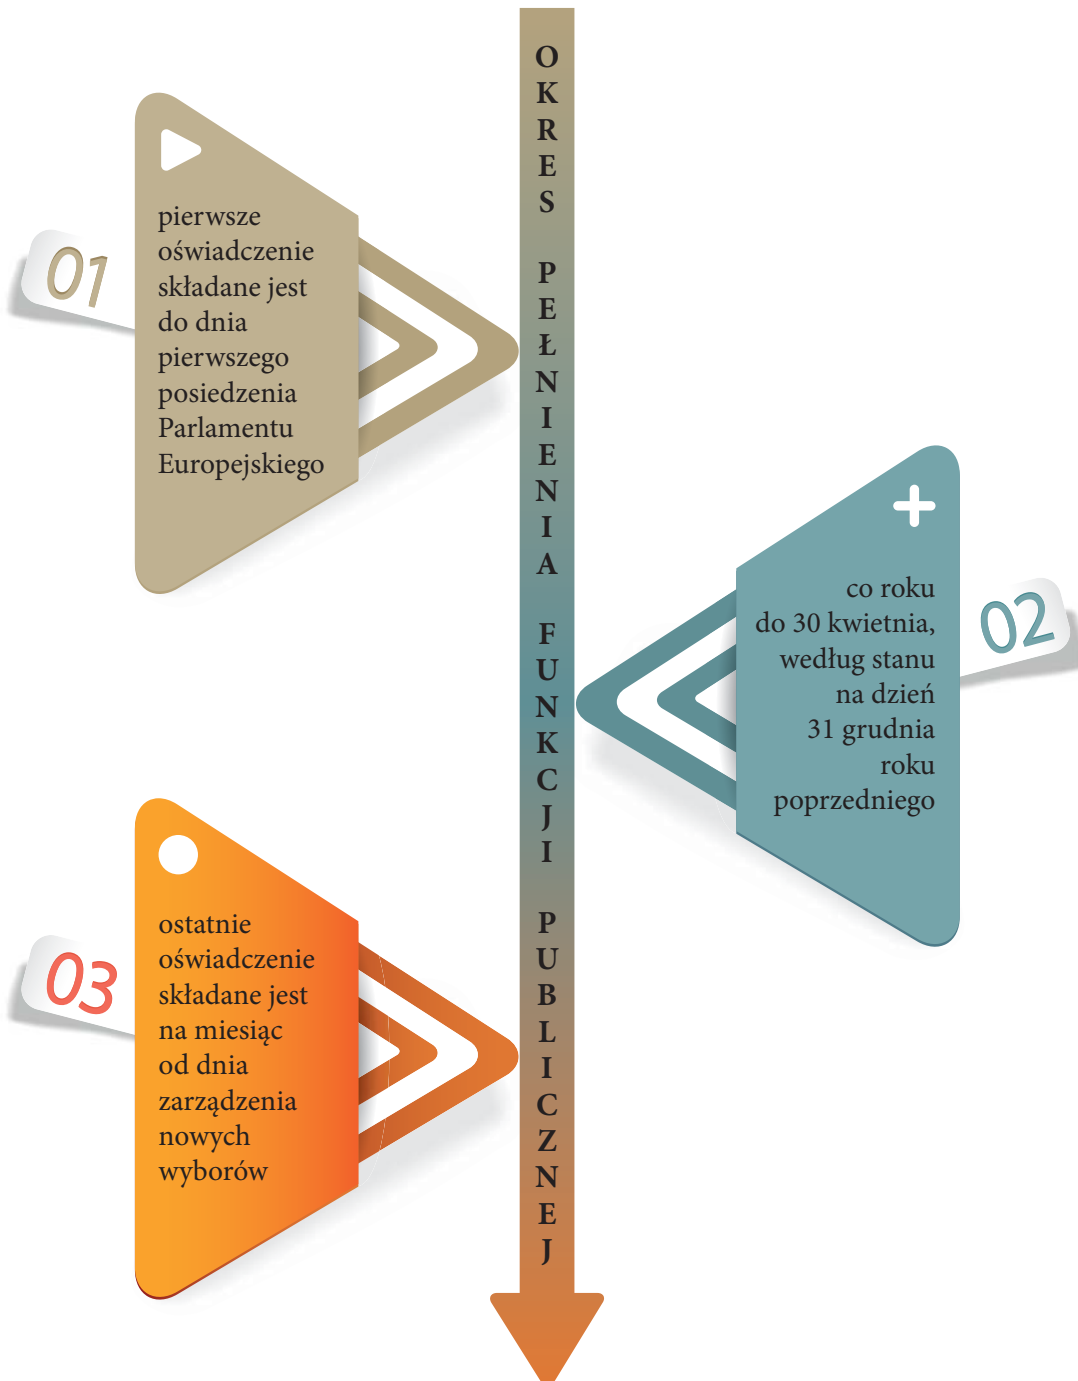 OKRES PEŁNIENIA FUNKCJI PUBLICZNEJ
01
pierwsze
oświadczenie
składane jest
do dnia
pierwszego
posiedzenia
Parlamentu
Europejskiego
02
co roku
do 30 kwietnia,
według stanu
na dzień
31 grudnia
roku
poprzedniego
03
ostatnie
oświadczenie
składane jest
na miesiąc
od dnia
zarządzenia
nowych
wyborów